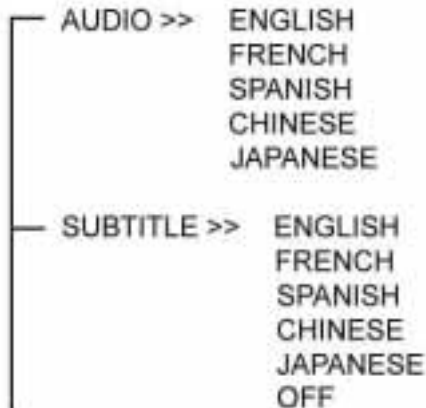 AUDIO >> ENGLISH
FRENCH
SPANISH
CHINESE
JAPANESE
SUBTITLE >> ENGLISH
FRENCH
SPANISH
CHINESE
JAPANESE
OFF